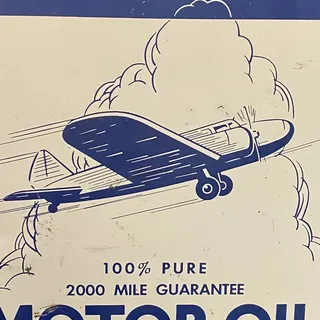 100% PURE
2000 MILE GUARANTEE
MOTOR OIL